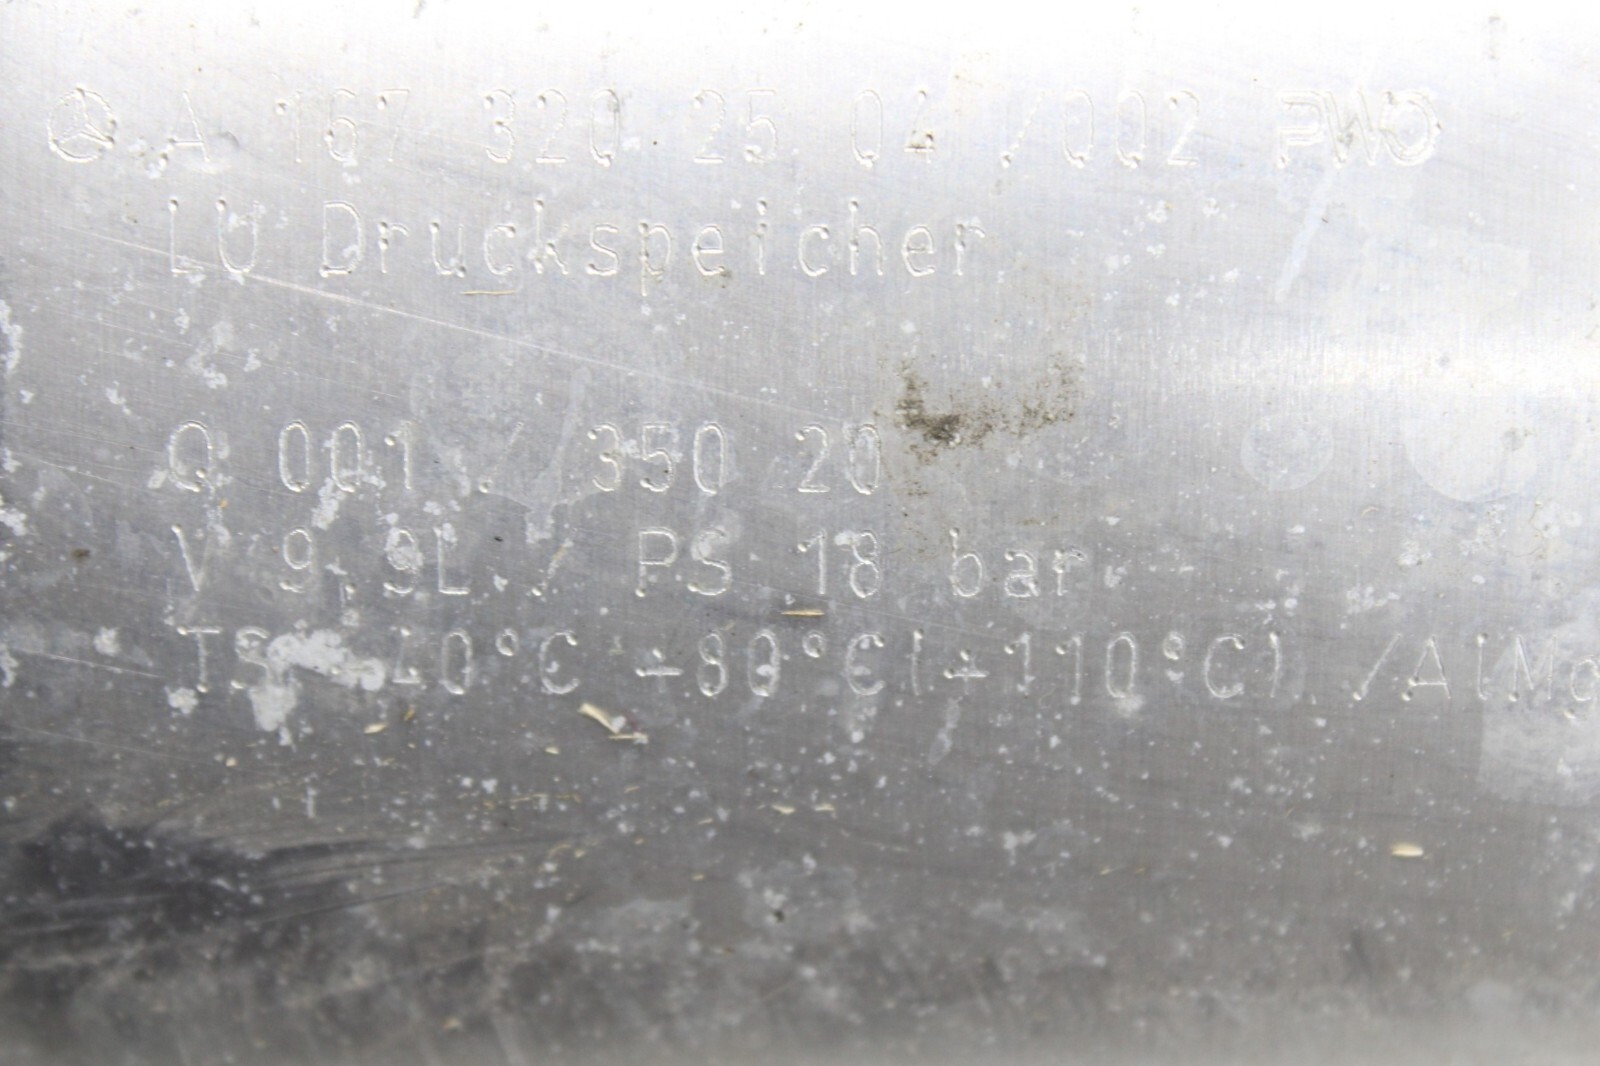 A 167 320 25 04 /002 PWO
LU Druckspeicher
Q 001 / 350 20
V 9,9L / PS 18 bar
TS -40°C +80°C(+110°C) /AlMg